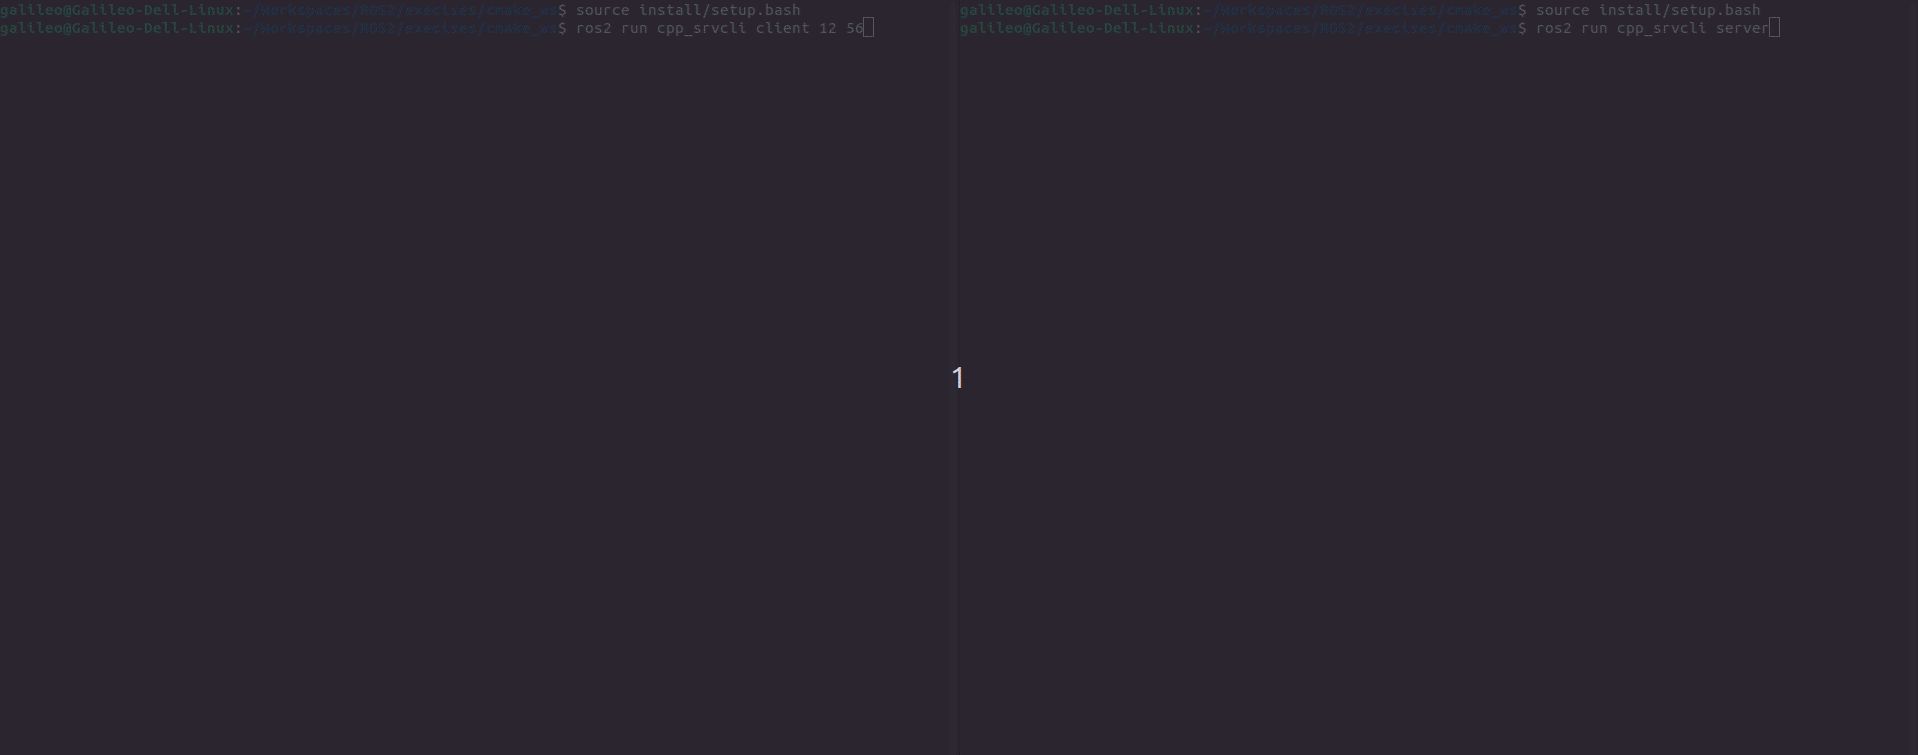 galileo@Galileo-Dell-Linux:~/Workspaces/ROS2/execises/cmake_ws$ source install/setup.bash
galileo@Galileo-Dell-Linux:~/Workspaces/ROS2/execises/cmake_ws$ ros2 run cpp_srvcli client 12 56
galileo@Galileo-Dell-Linux:~/Workspaces/ROS2/execises/cmake_ws$ source install/setup.bash
galileo@Galileo-Dell-Linux:~/Workspaces/ROS2/execises/cmake_ws$ ros2 run cpp_srvcli server
1